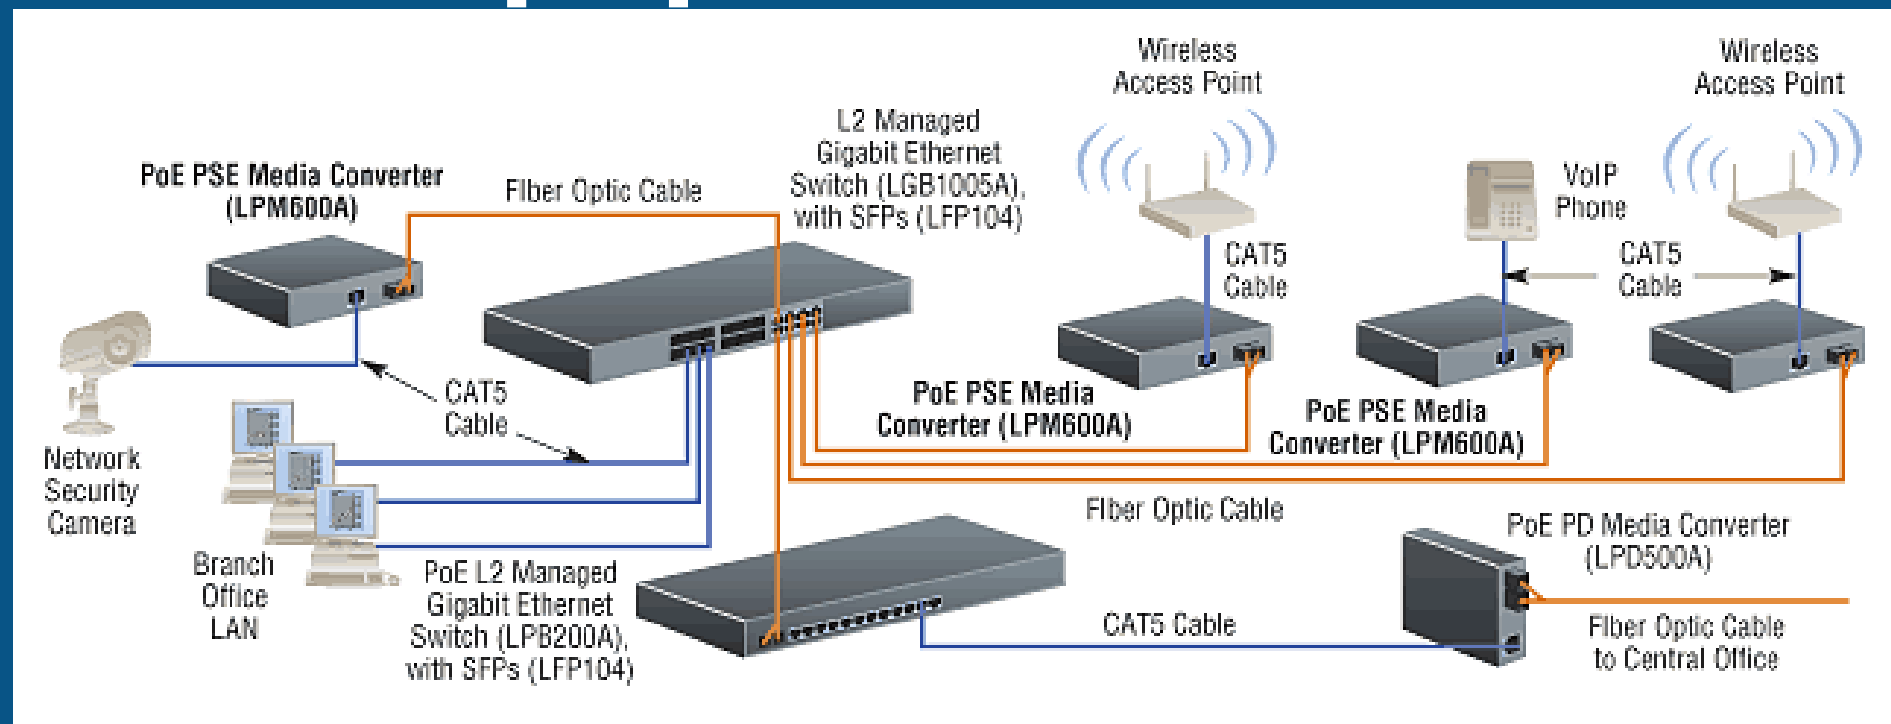 Wireless
Access Point
Wireless
Access Point
L2 Managed
Gigabit Ethernet
Switch (LGB1005A),
with SFPs (LFP104)
PoE PSE Media Converter
(LPM600A)
FIber Optic Cable
VoIP
Phone
CAT5
Cable
CAT5
Cable
CAT5
Cable
PoE PSE Media
Converter (LPM600A)
PoE PSE Media
Converter (LPM600A)
Network
Security
Camera
FIber Optic Cable
PoE PD Media Converter
(LPD500A)
Branch
Office
LAN
PoE L2 Managed
Gigabit Ethernet
Switch (LPB200A),
with SFPs (LFP104)
CAT5 Cable
FIber Optic Cable
to Central Office